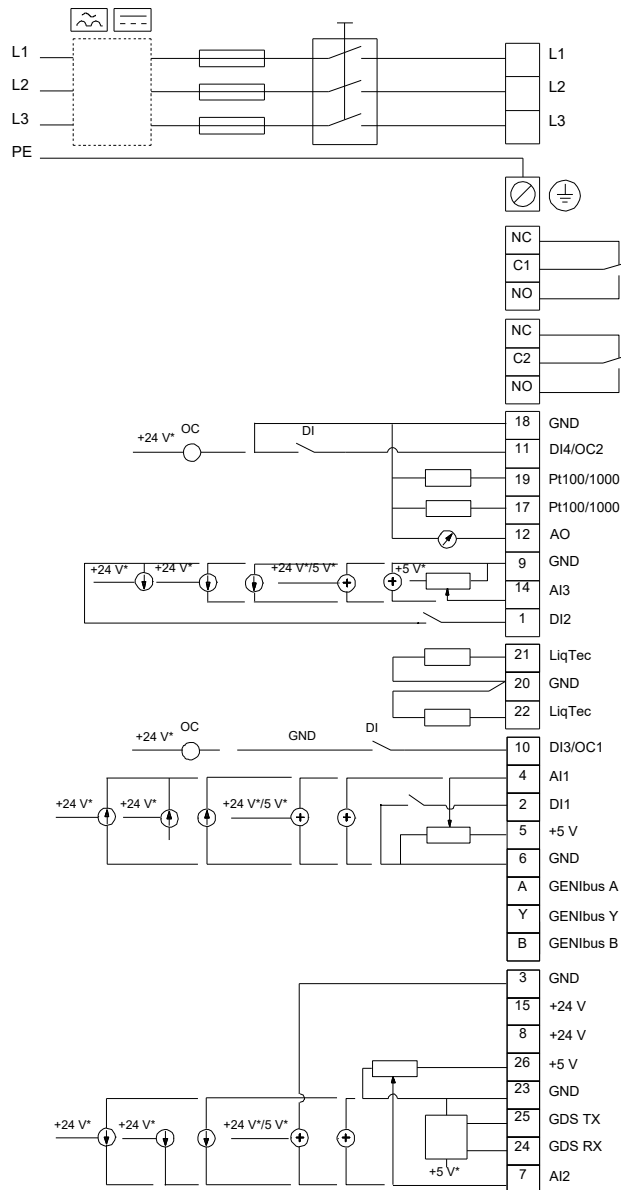 L1 L1
L2 L2
L3 L3
PE
NC
C1
NO
NC
C2
NO
18 GND
+24 V* OC DI 11 DI4/OC2
19 Pt100/1000
17 Pt100/1000
12 AO
9 GND
+24 V* +24 V* +24 V*/5 V* +5 V*
14 AI3
1 DI2
21 LiqTec
20 GND
22 LiqTec
+24 V* OC GND DI 10 DI3/OC1
4 AI1
+24 V* +24 V* +24 V*/5 V* 2 DI1
5 +5 V
6 GND
A GENIbus A
Y GENIbus Y
B GENIbus B
3 GND
15 +24 V
8 +24 V
26 +5 V
23 GND
25 GDS TX
+24 V* +24 V* +24 V*/5 V*
24 GDS RX
+5 V*
7 AI2